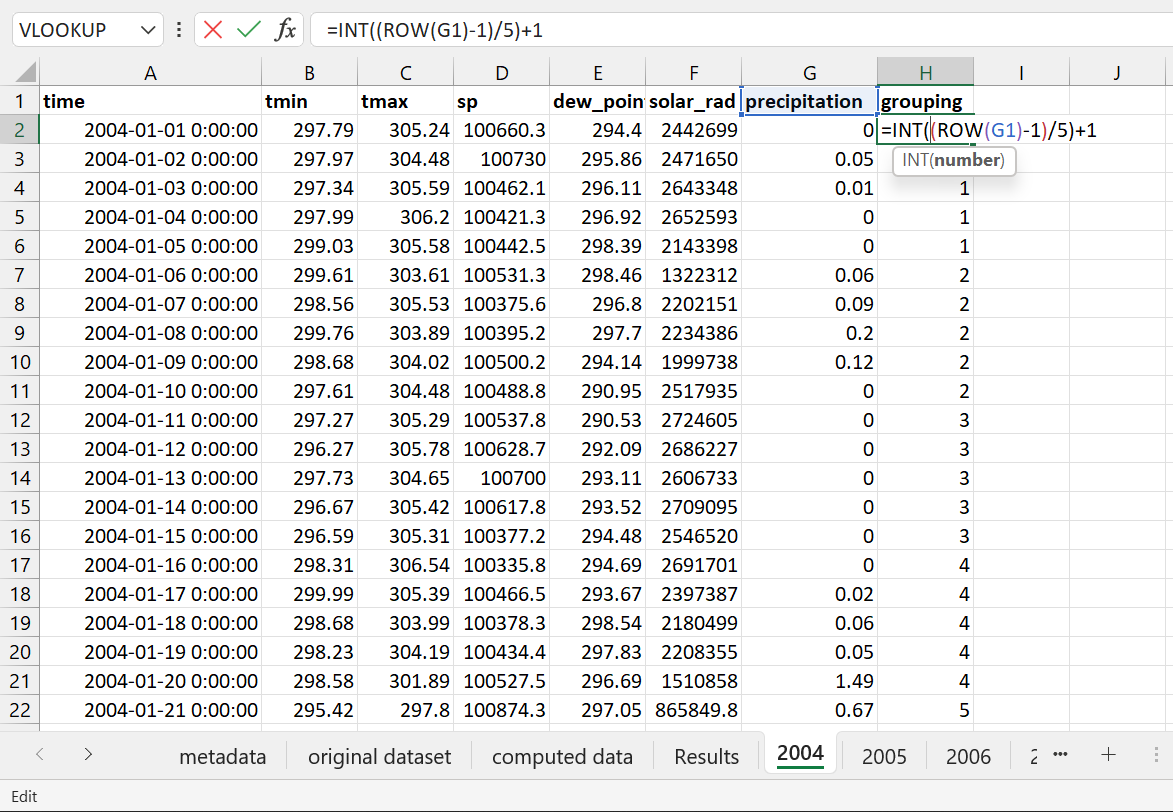 VLOOKUP fx =INT((ROW(G1)-1)/5)+1
A B C D E F G H I J
1 time tmin tmax sp dew_poin solar_rad precipitation grouping
2 2004-01-01 0:00:00 297.79 305.24 100660.3 294.4 2442699 0 =INT((ROW(G1)-1)/5)+1
3 2004-01-02 0:00:00 297.97 304.48 100730 295.86 2471650 0.05 INT(number)
4 2004-01-03 0:00:00 297.34 305.59 100462.1 296.11 2643348 0.01 1
5 2004-01-04 0:00:00 297.99 306.2 100421.3 296.92 2652593 0 1
6 2004-01-05 0:00:00 299.03 305.58 100442.5 298.39 2143398 0 1
7 2004-01-06 0:00:00 299.61 303.61 100531.3 298.46 1322312 0.06 2
8 2004-01-07 0:00:00 298.56 305.53 100375.6 296.8 2202151 0.09 2
9 2004-01-08 0:00:00 299.76 303.89 100395.2 297.7 2234386 0.2 2
10 2004-01-09 0:00:00 298.68 304.02 100500.2 294.14 1999738 0.12 2
11 2004-01-10 0:00:00 297.61 304.48 100488.8 290.95 2517935 0 2
12 2004-01-11 0:00:00 297.27 305.29 100537.8 290.53 2724605 0 3
13 2004-01-12 0:00:00 296.27 305.78 100628.7 292.09 2686227 0 3
14 2004-01-13 0:00:00 297.73 304.65 100700 293.11 2606733 0 3
15 2004-01-14 0:00:00 296.67 305.42 100617.8 293.52 2709095 0 3
16 2004-01-15 0:00:00 296.59 305.31 100377.2 294.48 2546520 0 3
17 2004-01-16 0:00:00 298.31 306.54 100335.8 294.69 2691701 0 4
18 2004-01-17 0:00:00 299.99 305.39 100466.5 293.67 2397387 0.02 4
19 2004-01-18 0:00:00 298.68 303.99 100378.3 298.54 2180499 0.06 4
20 2004-01-19 0:00:00 298.23 304.19 100434.4 297.83 2208355 0.05 4
21 2004-01-20 0:00:00 298.58 301.89 100527.5 296.69 1510858 1.49 4
22 2004-01-21 0:00:00 295.42 297.8 100874.3 297.05 865849.8 0.67 5
metadata original dataset computed data Results 2004 2005 2006 2 ··· +
Edit